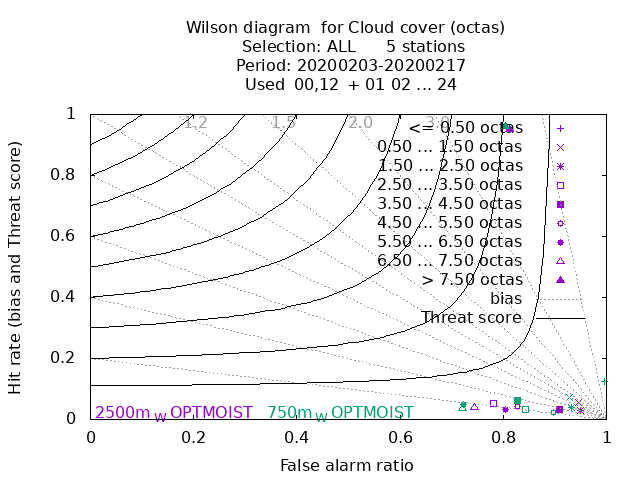 Wilson diagram for Cloud cover (octas)
Selection: ALL 5 stations
Period: 20200203-20200217
Used 00,12 + 01 02 ... 24
Hit rate (bias and Threat score)
1
0.8
0.6
0.4
0.2
0
1.2 1.5 2.0 3.0
<= 0.50 octas
0.50 ... 1.50 octas
1.50 ... 2.50 octas
2.50 ... 3.50 octas
3.50 ... 4.50 octas
4.50 ... 5.50 octas
5.50 ... 6.50 octas
6.50 ... 7.50 octas
> 7.50 octas
bias
Threat score
2500m_W OPTMOIST 750m_W OPTMOIST
0 0.2 0.4 0.6 0.8 1
False alarm ratio